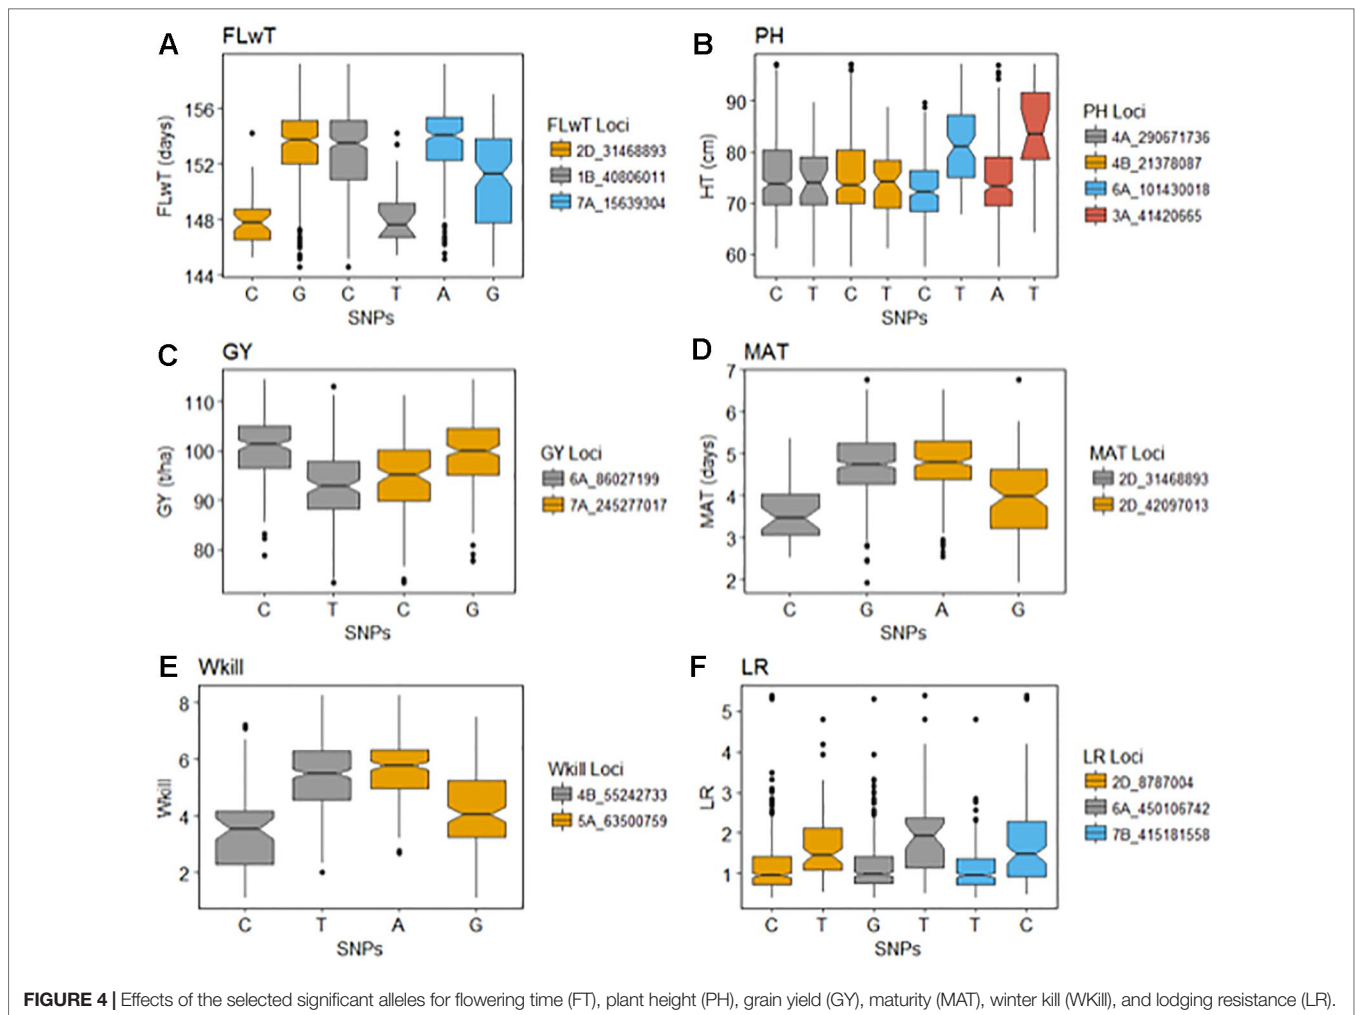 A FLwT
FLwT (days)
156
152
148
144
C G C T A G
SNPs
FLwT Loci
2D_31468893
1B_40806011
7A_15639304
B PH
HT (cm)
90
80
70
60
C T C T C T A T
SNPs
PH Loci
4A_290671736
4B_21378087
6A_101430018
3A_41420665
C GY
GY (t/ha)
110
100
90
80
C T C G
SNPs
GY Loci
6A_86027199
7A_245277017
D MAT
MAT (days)
7
6
5
4
3
2
C G A G
SNPs
MAT Loci
2D_31468893
2D_42097013
E Wkill
Wkill
8
6
4
2
C T A G
SNPs
Wkill Loci
4B_55242733
5A_63500759
F LR
LR
5
4
3
2
1
C T G T T C
SNPs
LR Loci
2D_8787004
6A_450106742
7B_415181558
FIGURE 4 | Effects of the selected significant alleles for flowering time (FT), plant height (PH), grain yield (GY), maturity (MAT), winter kill (WKill), and lodging resistance (LR).